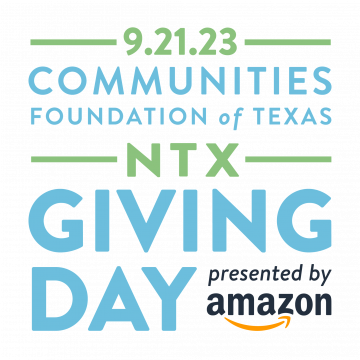 9.21.23
COMMUNITIES
FOUNDATION of TEXAS
NTX
GIVING
DAY
presented by
amazon